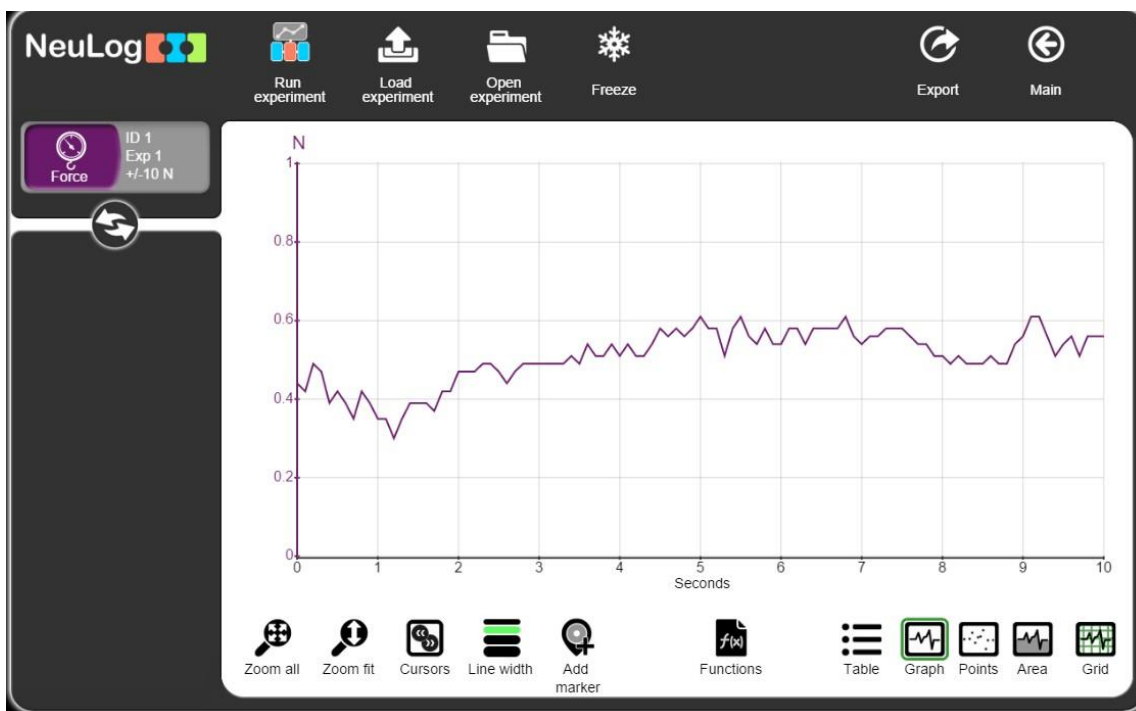 NeuLog
Run
experiment
Load
experiment
Open
experiment
Freeze
Export
Main
Force
ID 1
Exp 1
+/-10 N
N
1
0.8
0.6
0.4
0.2
0
0 1 2 3 4 5 6 7 8 9 10
Seconds
Zoom all
Zoom fit
Cursors
Line width
Add
marker
f(x)
Functions
Table
Graph
Points
Area
Grid